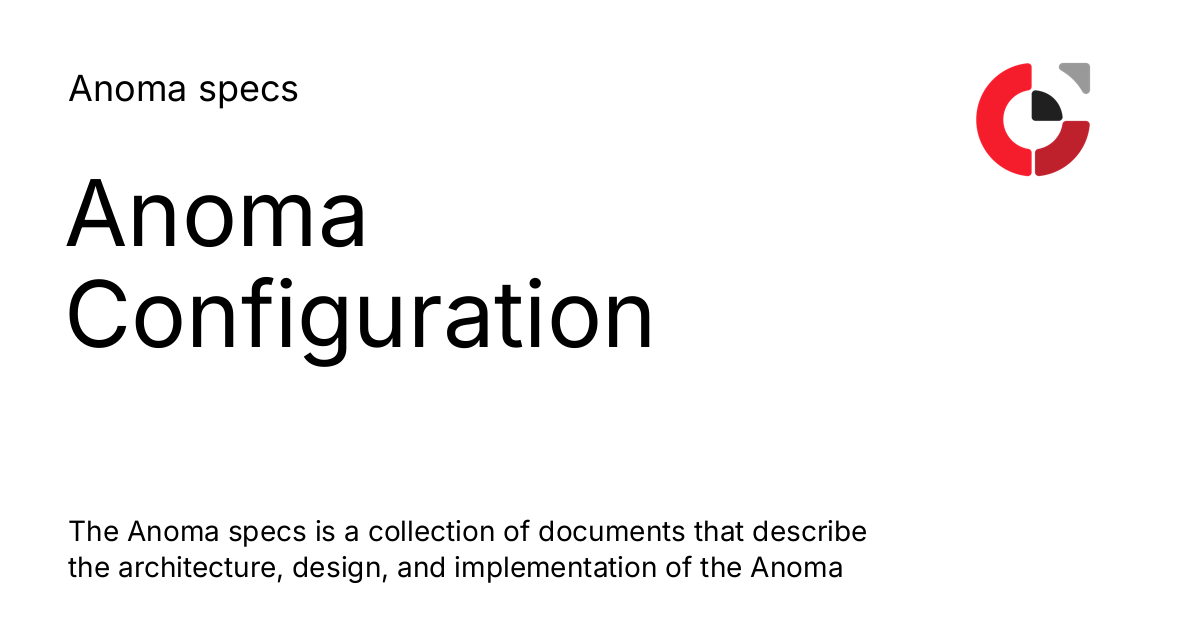 Anoma specs
Anoma
Configuration
The Anoma specs is a collection of documents that describe
the architecture, design, and implementation of the Anoma